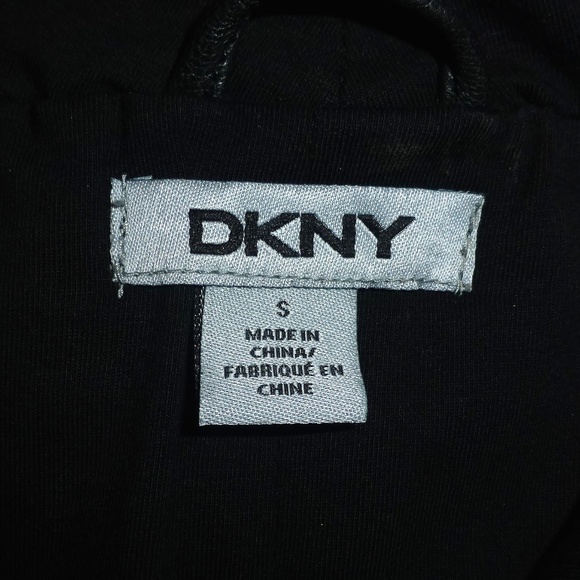 DKNY
S
MADE IN
CHINA/
FABRIQUÉ EN
CHINE